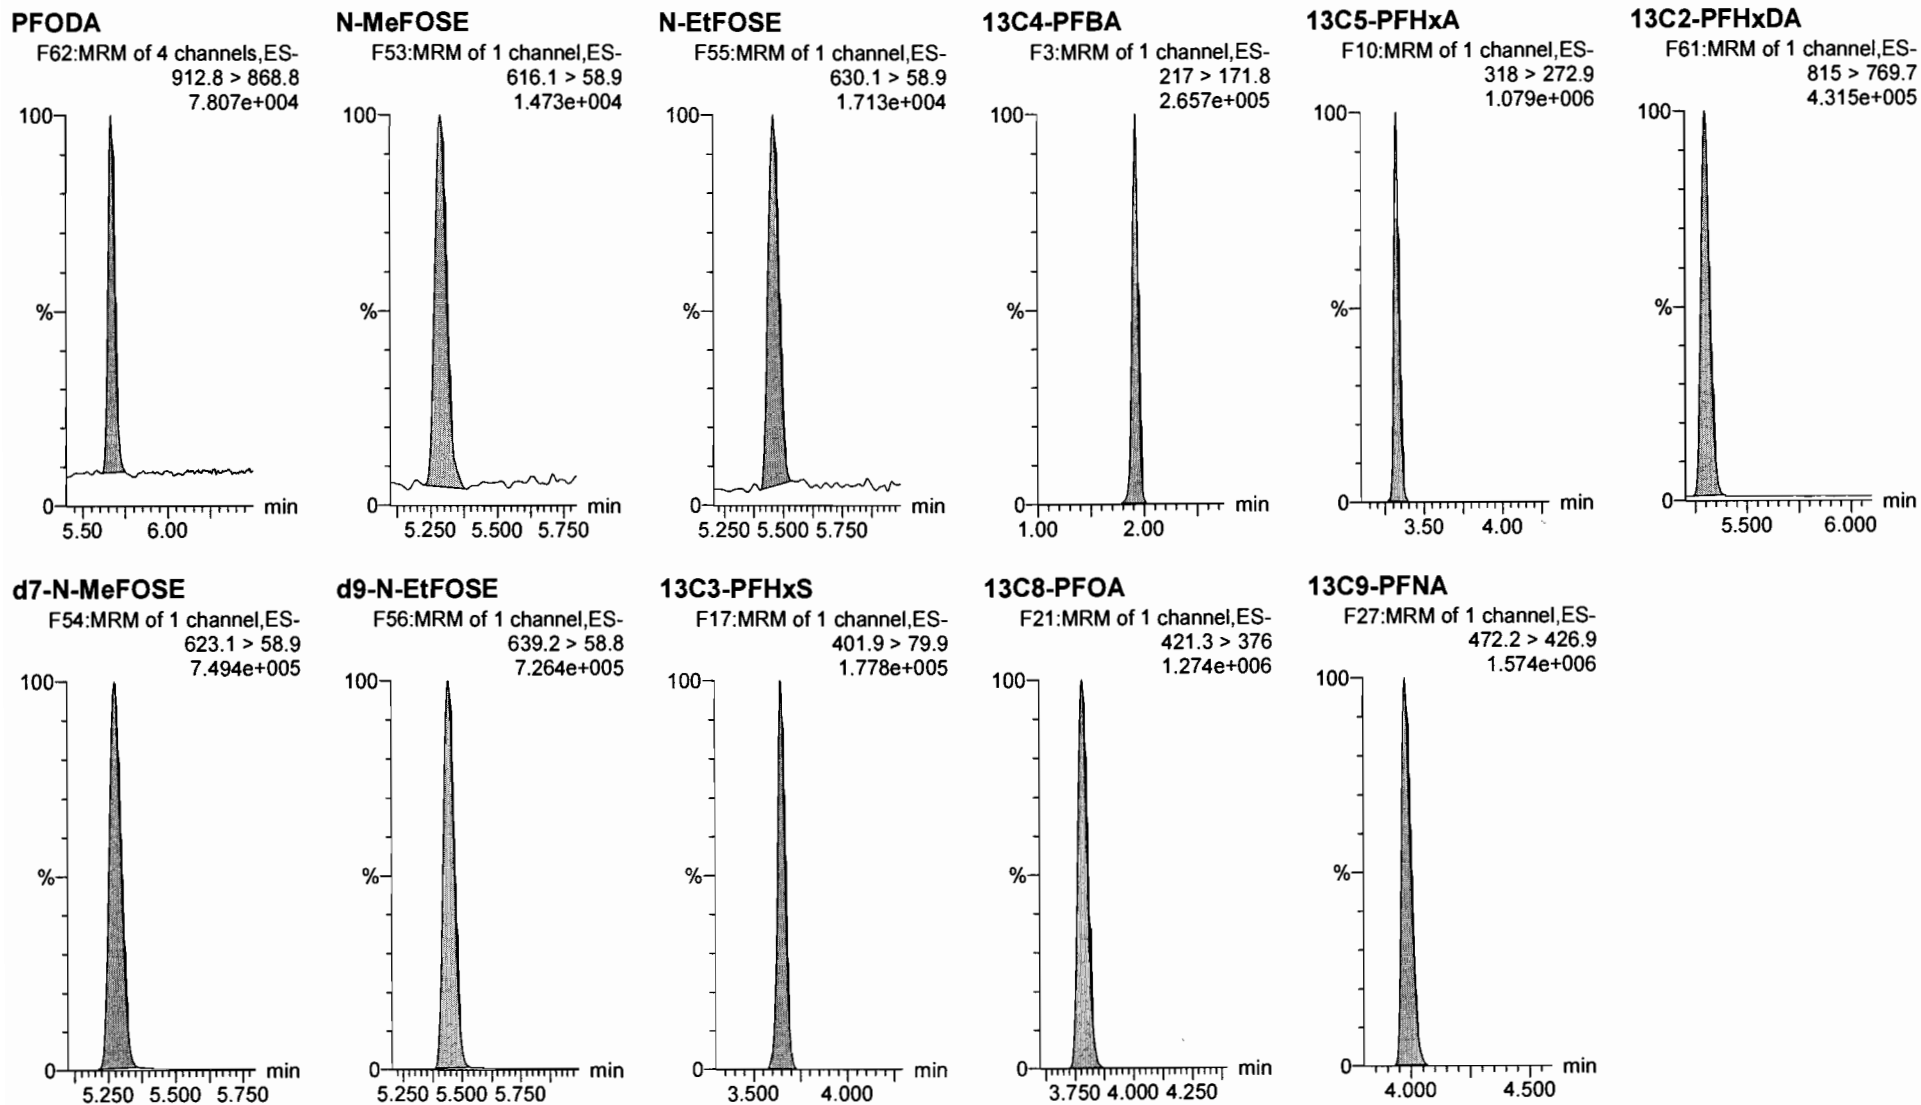 PFODA
F62:MRM of 4 channels,ES-
912.8 > 868.8
7.807e+004
100
%
0
min
5.50 6.00
N-MeFOSE
F53:MRM of 1 channel,ES-
616.1 > 58.9
1.473e+004
100
%
0
min
5.250 5.500 5.750
N-EtFOSE
F55:MRM of 1 channel,ES-
630.1 > 58.9
1.713e+004
100
%
0
min
5.250 5.500 5.750
13C4-PFBA
F3:MRM of 1 channel,ES-
217 > 171.8
2.657e+005
100
%
0
min
1.00 2.00
13C5-PFHxA
F10:MRM of 1 channel,ES-
318 > 272.9
1.079e+006
100
%
0
min
3.50 4.00
13C2-PFHxDA
F61:MRM of 1 channel,ES-
815 > 769.7
4.315e+005
100
%
0
min
5.500 6.000
d7-N-MeFOSE
F54:MRM of 1 channel,ES-
623.1 > 58.9
7.494e+005
100
%
0
min
5.250 5.500 5.750
d9-N-EtFOSE
F56:MRM of 1 channel,ES-
639.2 > 58.8
7.264e+005
100
%
0
min
5.250 5.500 5.750
13C3-PFHxS
F17:MRM of 1 channel,ES-
401.9 > 79.9
1.778e+005
100
%
0
min
3.500 4.000
13C8-PFOA
F21:MRM of 1 channel,ES-
421.3 > 376
1.274e+006
100
%
0
min
3.750 4.000 4.250
13C9-PFNA
F27:MRM of 1 channel,ES-
472.2 > 426.9
1.574e+006
100
%
0
min
4.000 4.500